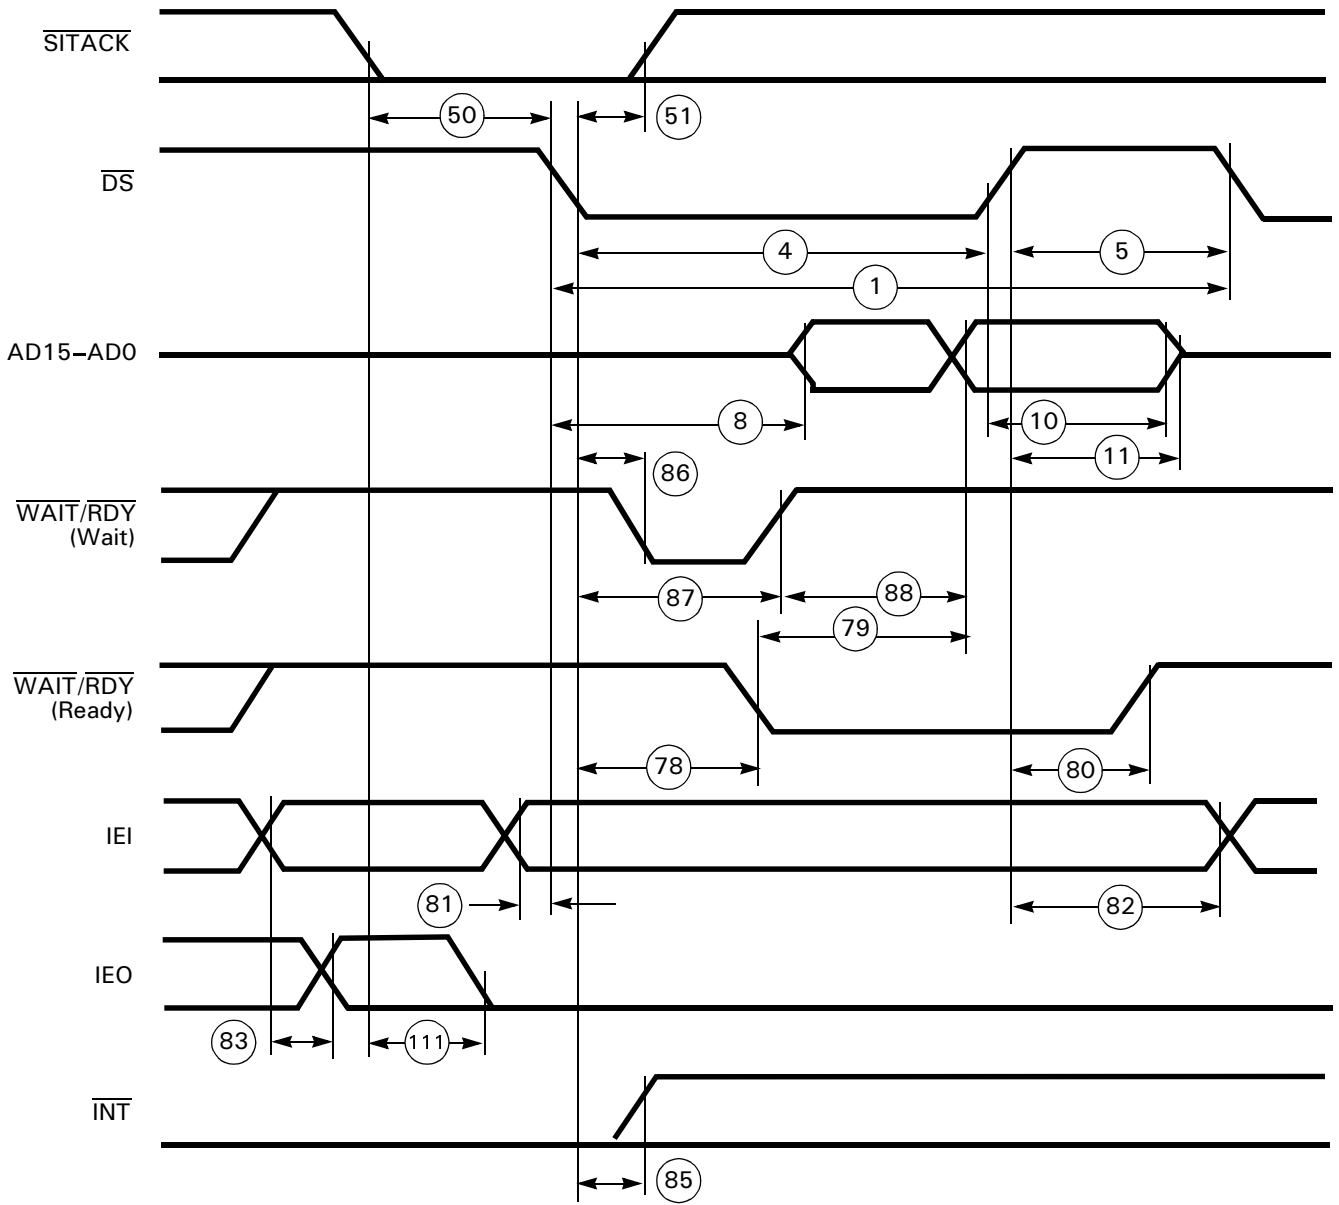 SITACK
50
51
DS
4
5
1
AD15–AD0
8
10
11
86
WAIT/RDY
(Wait)
87
88
79
WAIT/RDY
(Ready)
78
80
IEI
81
82
IEO
83
111
INT
85